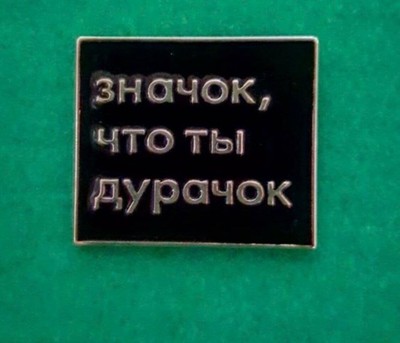 значок,
что ты
дурачок